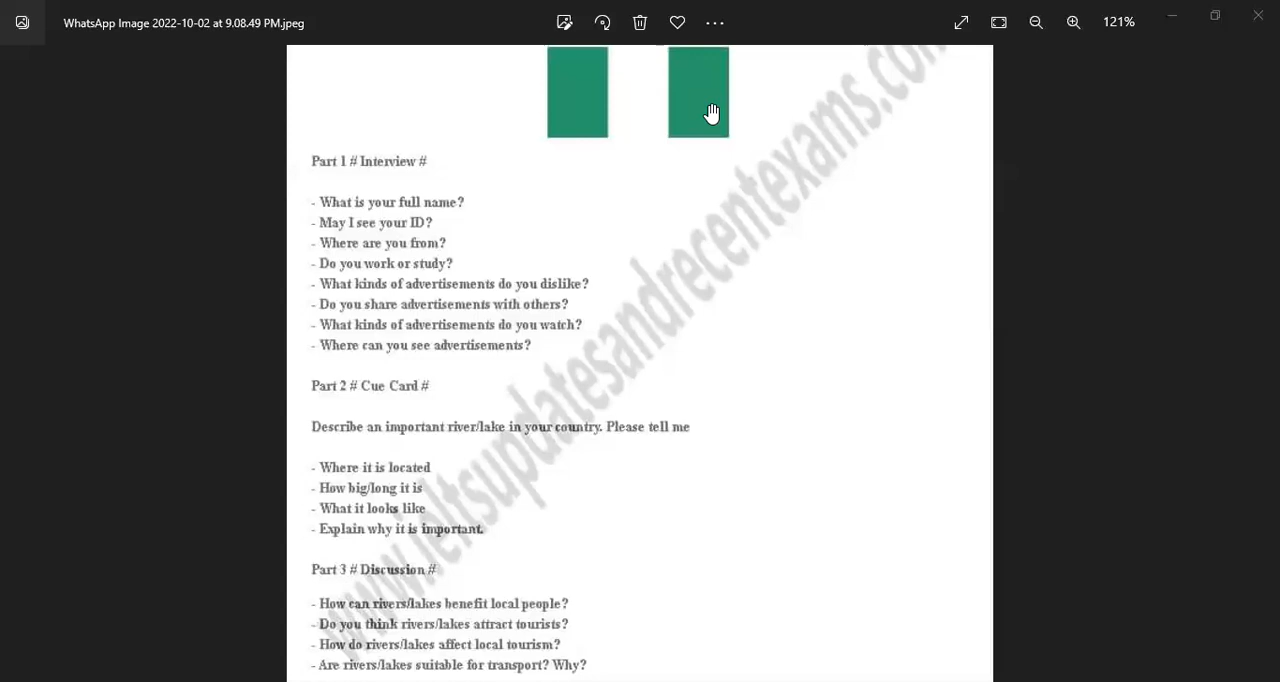 WhatsApp Image 2022-10-02 at 9.08.49 PM.jpeg
121%
Part 1 # Interview #
- What is your full name?
- May I see your ID?
- Where are you from?
- Do you work or study?
- What kinds of advertisements do you dislike?
- Do you share advertisements with others?
- What kinds of advertisements do you watch?
- Where can you see advertisements?
Part 2 # Cue Card #
Describe an important river/lake in your country. Please tell me
- Where it is located
- How big/long it is
- What it looks like
- Explain why it is important.
Part 3 # Discussion #
- How can rivers/lakes benefit local people?
- Do you think rivers/lakes attract tourists?
- How do rivers/lakes affect local tourism?
- Are rivers/lakes suitable for transport? Why?
www.ieltsupdatesandrecentexams.com